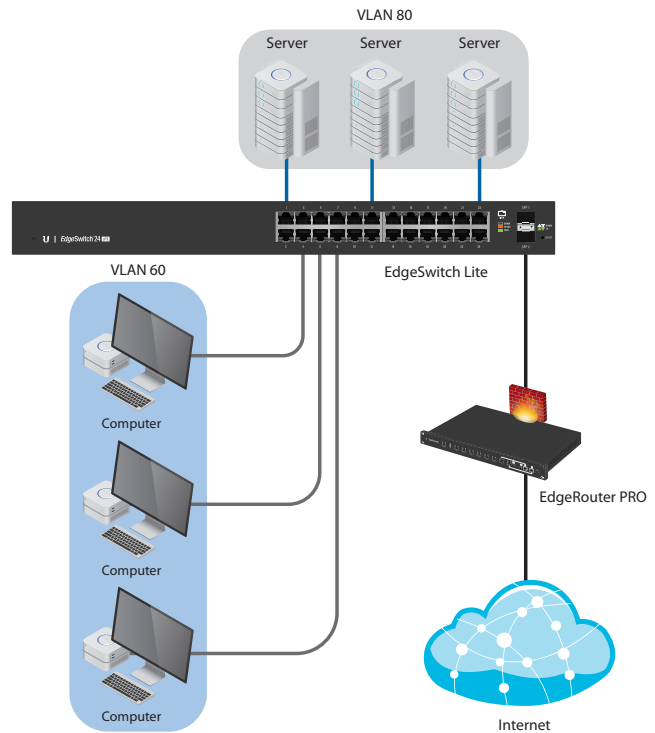 VLAN 80
Server Server Server
EdgeSwitch 24
EdgeSwitch Lite
VLAN 60
Computer
EdgeRouter PRO
Computer
Computer
Internet